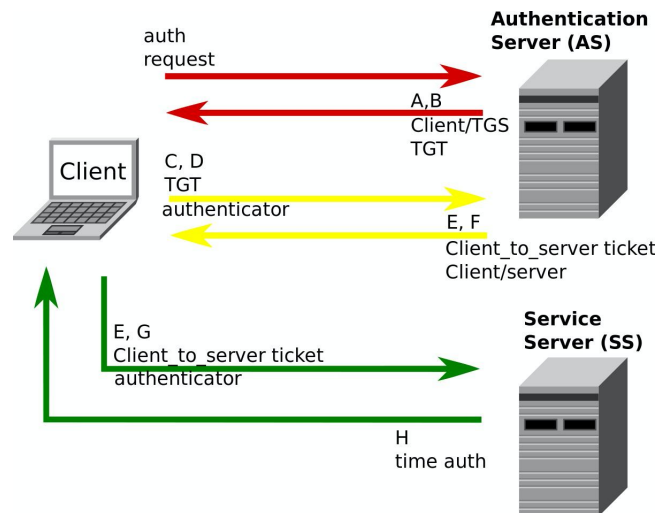 Authentication
Server (AS)
auth
request
A,B
Client/TGS
TGT
Client
C, D
TGT
authenticator
E, F
Client_to_server ticket
Client/server
E, G
Client_to_server ticket
authenticator
Service
Server (SS)
H
time auth